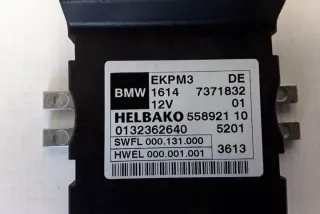 EKPM3 DE
BMW 1614 7371832
12V 01
HELBAKO 558921 10
0132362640 5201
SWFL 000.131.000
HWEL 000.001.001 3613